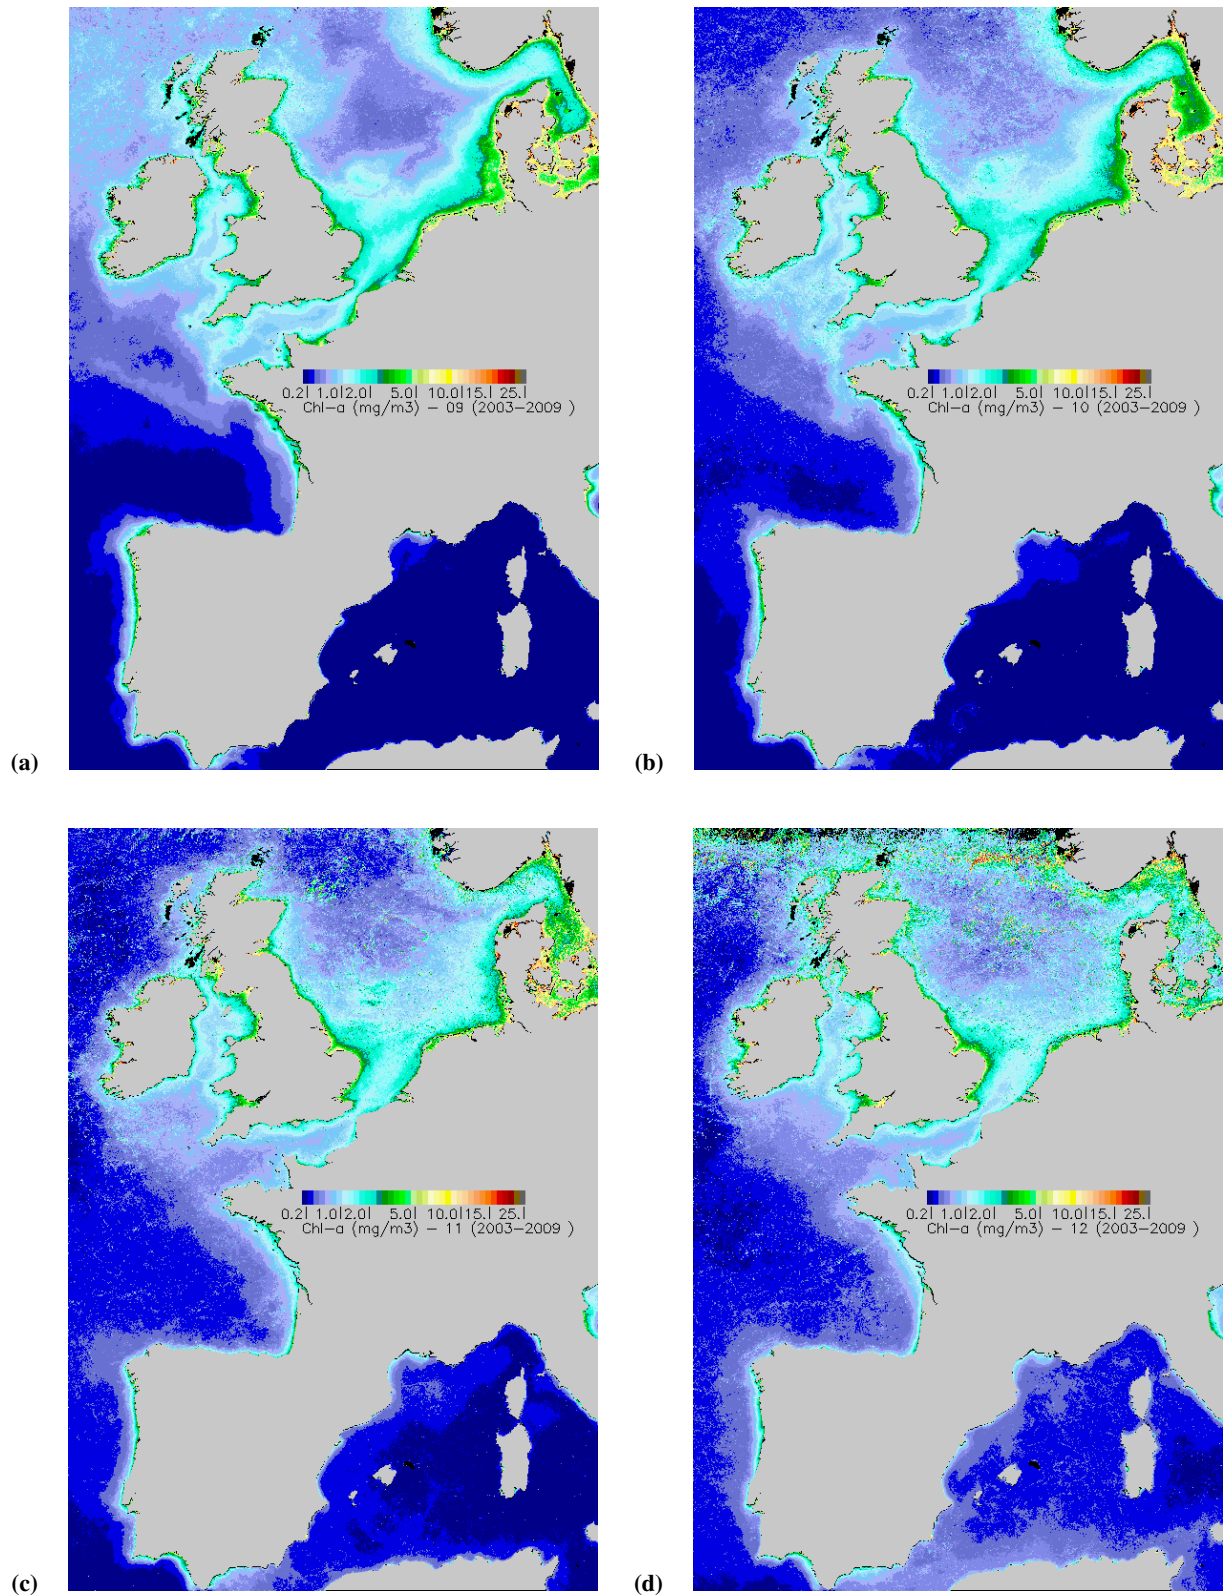 0.2| 1.0|2.0| 5.0| 10.0|15.| 25.|
Chl-a (mg/m3) - 09 (2003-2009 )
(a)
0.2| 1.0|2.0| 5.0| 10.0|15.| 25.|
Chl-a (mg/m3) - 10 (2003-2009 )
(b)
0.2| 1.0|2.0| 5.0| 10.0|15.| 25.|
Chl-a (mg/m3) - 11 (2003-2009 )
(c)
0.2| 1.0|2.0| 5.0| 10.0|15.| 25.|
Chl-a (mg/m3) - 12 (2003-2009 )
(d)